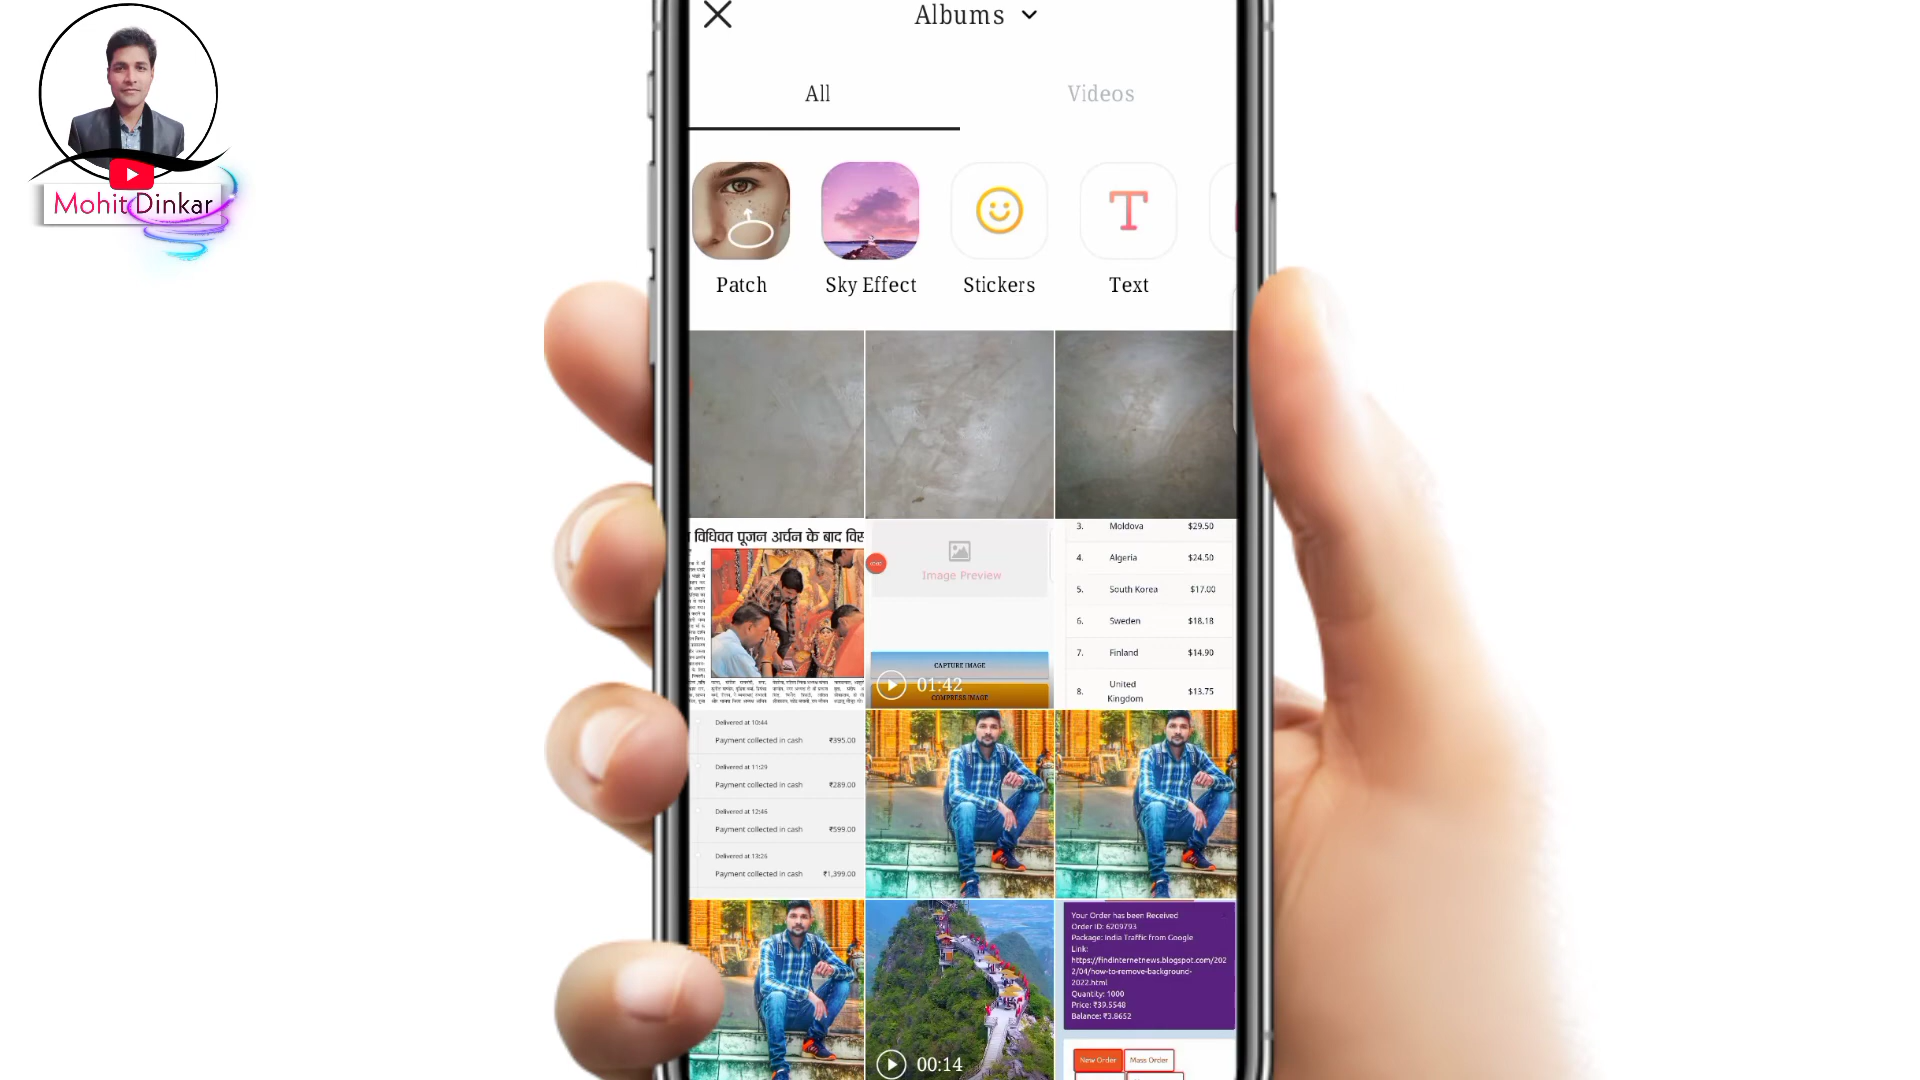 Mohit Dinkar
Albums
All
Videos
Patch
Sky Effect
Stickers
Text
विधिवत पूजन अर्चन के बाद विस
Image Preview
CAPTURE IMAGE
01:42
COMPRESS IMAGE
3. Moldova $29.50
4. Algeria $24.50
5. South Korea $17.00
6. Sweden $18.18
7. Finland $14.90
8. United
Kingdom $13.75
Delivered at 10:44
Payment collected in cash ₹395.00
Delivered at 11:29
Payment collected in cash ₹289.00
Delivered at 12:46
Payment collected in cash ₹599.00
Delivered at 13:26
Payment collected in cash ₹1,399.00
00:14
Your Order has been Received
Order ID: 6209793
Package: India Traffic from Google
Link:
https://findinternetnews.blogspot.com/202
2/04/how-to-remove-background-
2022.html
Quantity: 1000
Price: ₹39.5548
Balance: ₹3.8652
New Order
Mass Order